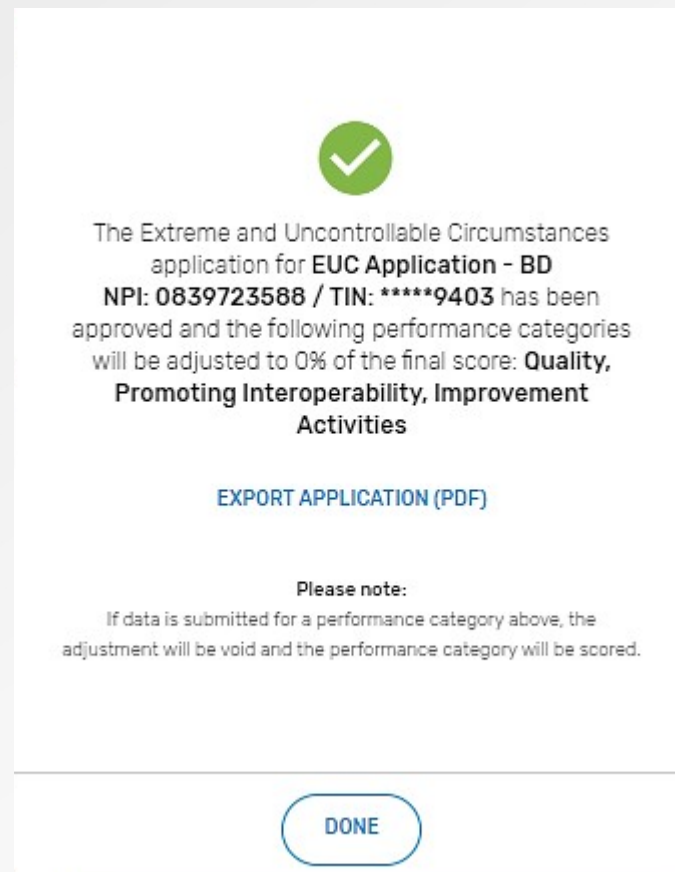 The Extreme and Uncontrollable Circumstances
application for EUC Application - BD
NPI: 0839723588 / TIN: *****9403 has been
approved and the following performance categories
will be adjusted to 0% of the final score: Quality,
Promoting Interoperability, Improvement
Activities
EXPORT APPLICATION (PDF)
Please note:
If data is submitted for a performance category above, the
adjustment will be void and the performance category will be scored.
DONE